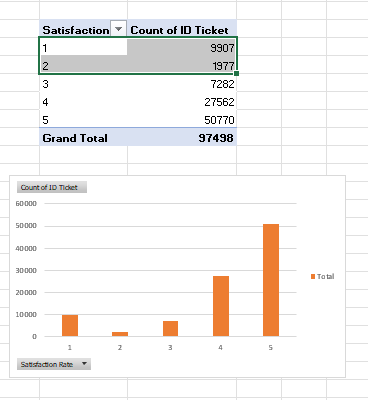 Satisfaction Count of ID Ticket
1 9907
2 1977
3 7282
4 27562
5 50770
Grand Total 97498
Count of ID Ticket
60000
50000
40000
30000
20000
10000
0
1 2 3 4 5
Total
Satisfaction Rate